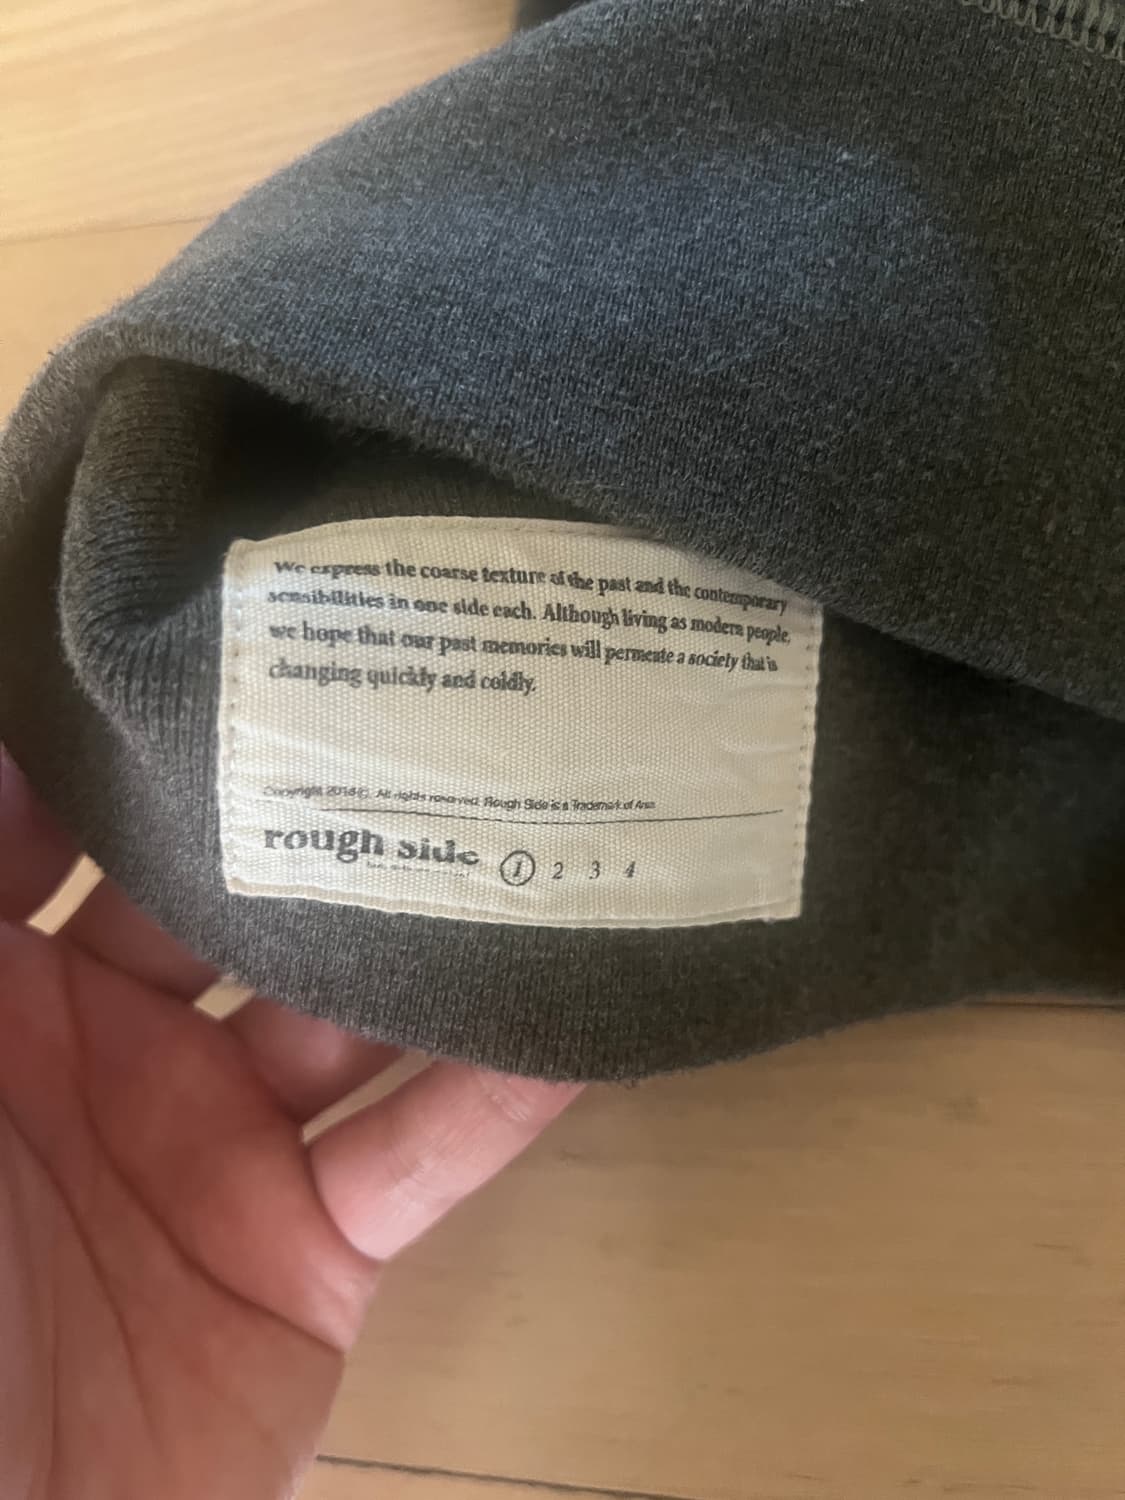 We express the coarse texture of the past and the contemporary
sensibilities in one side each. Although living as modern people,
we hope that our past memories will permeate a society that is
changing quickly and coldly.
Copyright 2018 ©. All rights reserved. Rough Side is a Trademark of
rough side ① 2 3 4